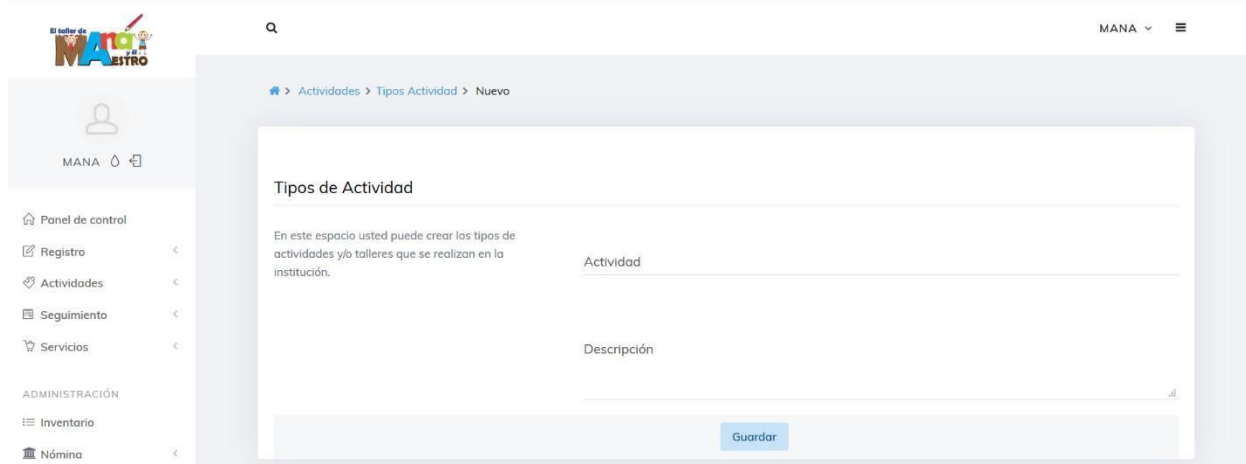 El taller de
Maná
y el
MAESTRO
MANA
Actividades > Tipos Actividad > Nuevo
MANA
Panel de control
Registro
Actividades
Seguimiento
Servicios
ADMINISTRACIÓN
Inventario
Nómina
Tipos de Actividad
En este espacio usted puede crear los tipos de
actividades y/o talleres que se realizan en la
institución.
Actividad
Descripción
Guardar